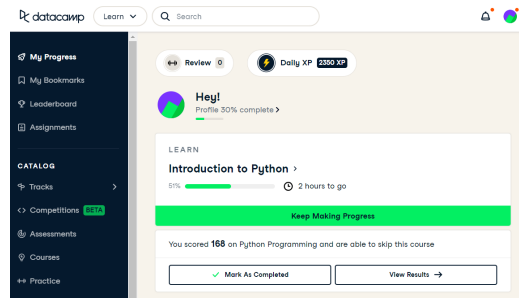 datacamp
Learn
Search
My Progress
My Bookmarks
Leaderboard
Assignments
CATALOG
Tracks
Competitions BETA
Assessments
Courses
Practice
Review 0
Daily XP 2350 XP
Hey!
Profile 30% complete >
LEARN
Introduction to Python >
51%
2 hours to go
Keep Making Progress
You scored 168 on Python Programming and are able to skip this course
Mark As Completed
View Results →